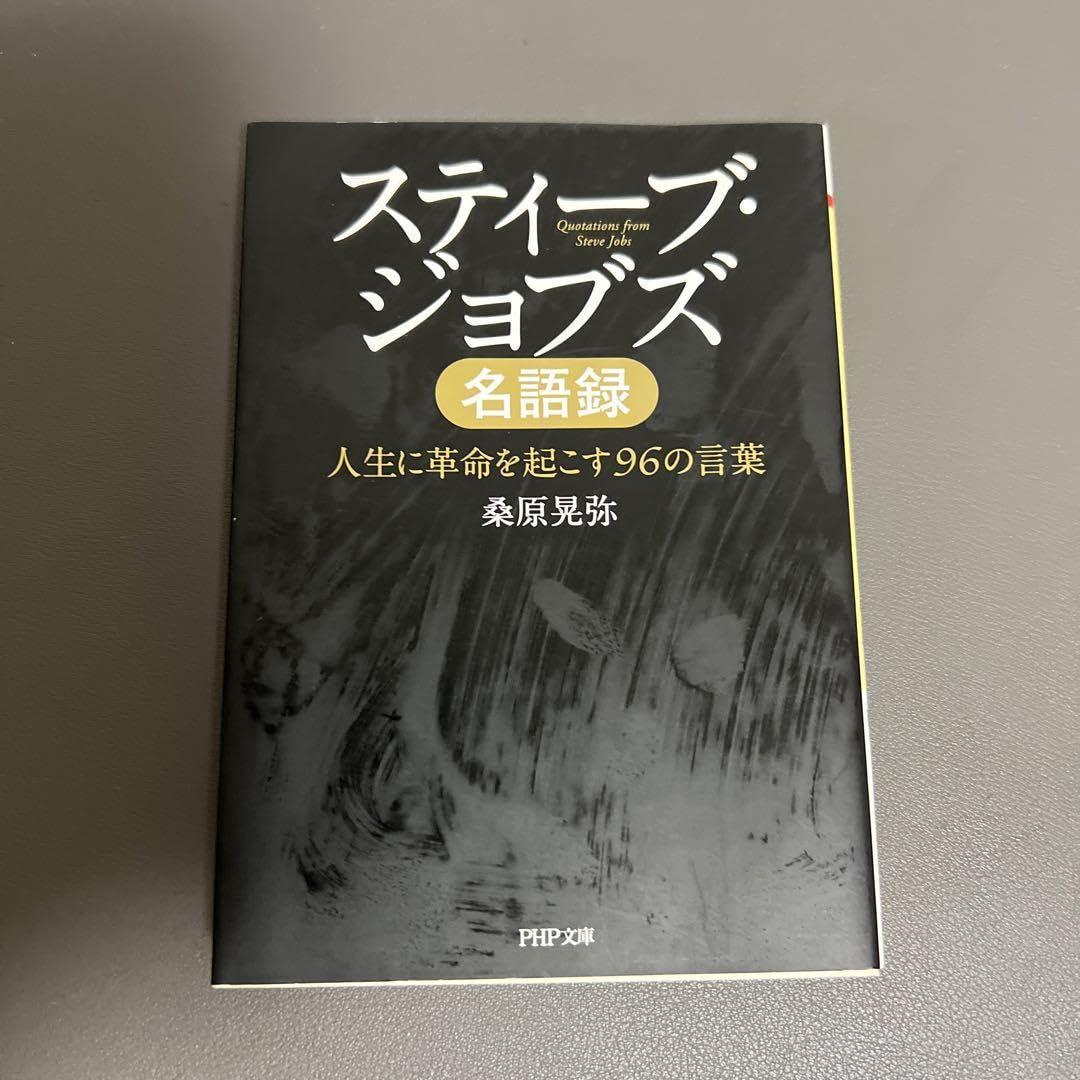 スティーブ・
Quotations from
Steve Jobs
ジョブズ
名語録
人生に革命を起こす96の言葉
桑原晃弥
PHP文庫